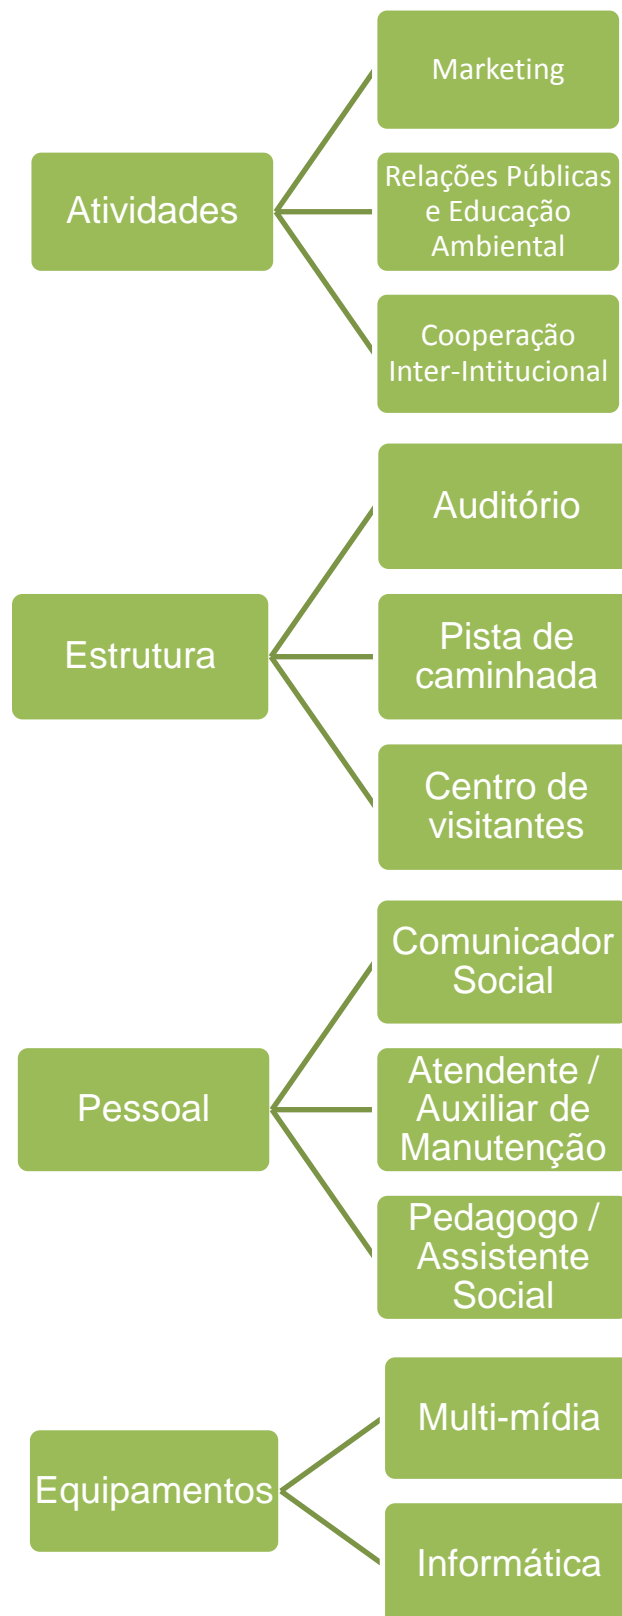 Atividades
Marketing
Relações Públicas
e Educação
Ambiental
Cooperação
Inter-Intitucional
Estrutura
Auditório
Pista de
caminhada
Centro de
visitantes
Pessoal
Comunicador
Social
Atendente /
Auxiliar de
Manutenção
Pedagogo /
Assistente
Social
Equipamentos
Multi-mídia
Informática